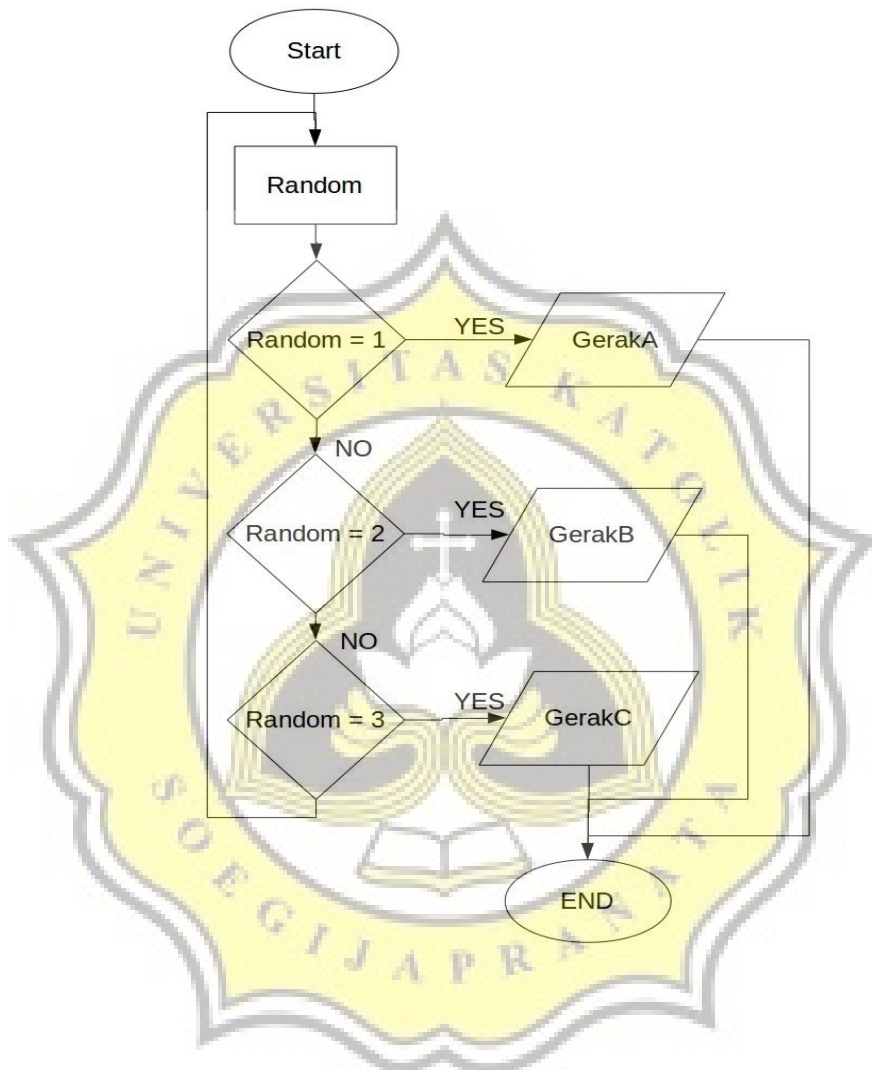 Start
Random
Random = 1
YES
GerakA
NO
Random = 2
YES
GerakB
NO
Random = 3
YES
GerakC
END
UNIVERSITAS KATOLIK
SOEGIJAPRANATA